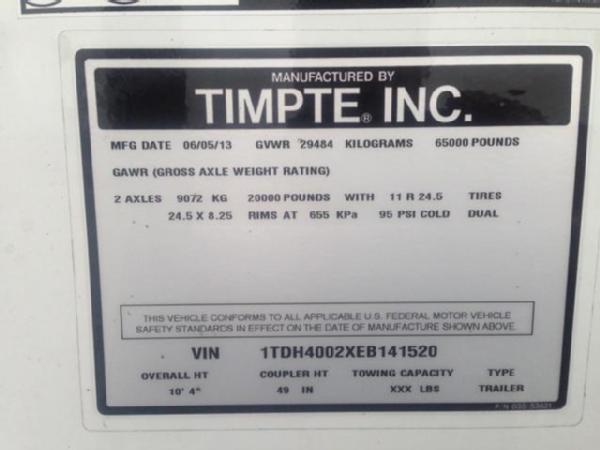 MANUFACTURED BY
TIMPTE® INC.
MFG DATE 06/05/13 GVWR 29484 KILOGRAMS 65000 POUNDS
GAWR (GROSS AXLE WEIGHT RATING)
2 AXLES 9072 KG 20000 POUNDS WITH 11 R 24.5 TIRES
24.5 X 8.25 RIMS AT 655 KPa 95 PSI COLD DUAL
THIS VEHICLE CONFORMS TO ALL APPLICABLE U.S. FEDERAL MOTOR VEHICLE
SAFETY STANDARDS IN EFFECT ON THE DATE OF MANUFACTURE SHOWN ABOVE.
VIN 1TDH4002XEB141520
OVERALL HT COUPLER HT TOWING CAPACITY TYPE
10' 4" 49 IN XXX LBS TRAILER
P/N